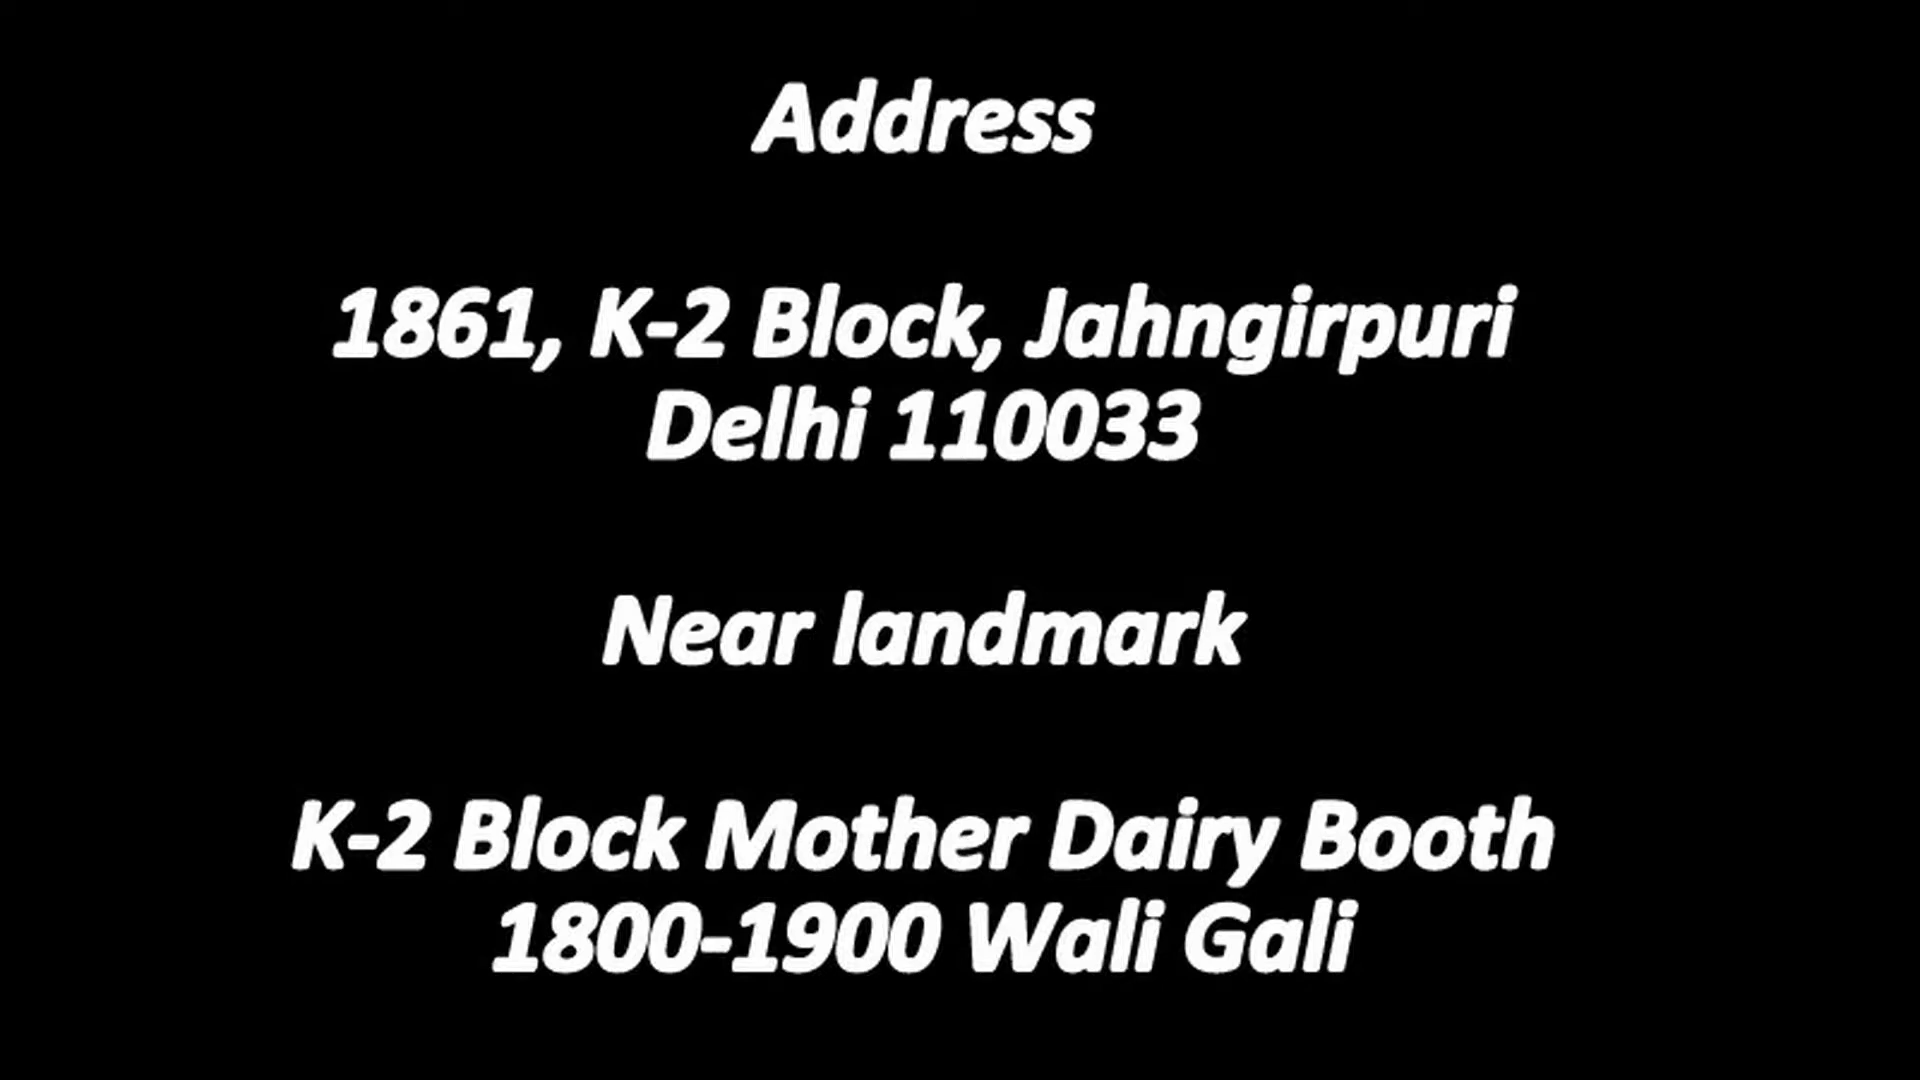 Address
1861, K-2 Block, Jahngirpuri
Delhi 110033
Near landmark
K-2 Block Mother Dairy Booth
1800-1900 Wali Gali